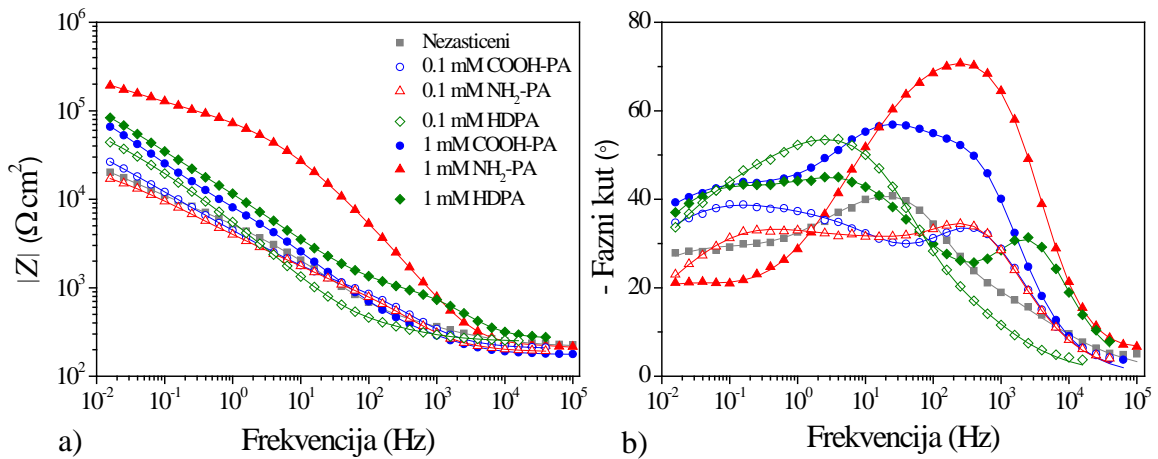 10^6
10^5
10^4
10^3
10^2
|Z| (Ω cm²)
Nezasticeni
0.1 mM COOH-PA
0.1 mM NH₂-PA
0.1 mM HDPA
1 mM COOH-PA
1 mM NH₂-PA
1 mM HDPA
10^-2 10^-1 10^0 10^1 10^2 10^3 10^4 10^5
Frekvencija (Hz)
a)
80
60
40
20
0
- Fazni kut (°)
10^-2 10^-1 10^0 10^1 10^2 10^3 10^4 10^5
Frekvencija (Hz)
b)